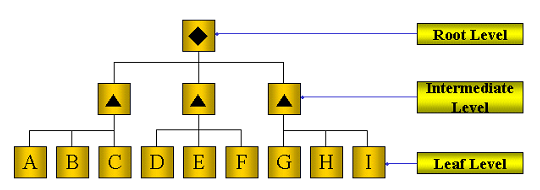 Root Level
Intermediate
Level
A B C D E F G H I
Leaf Level